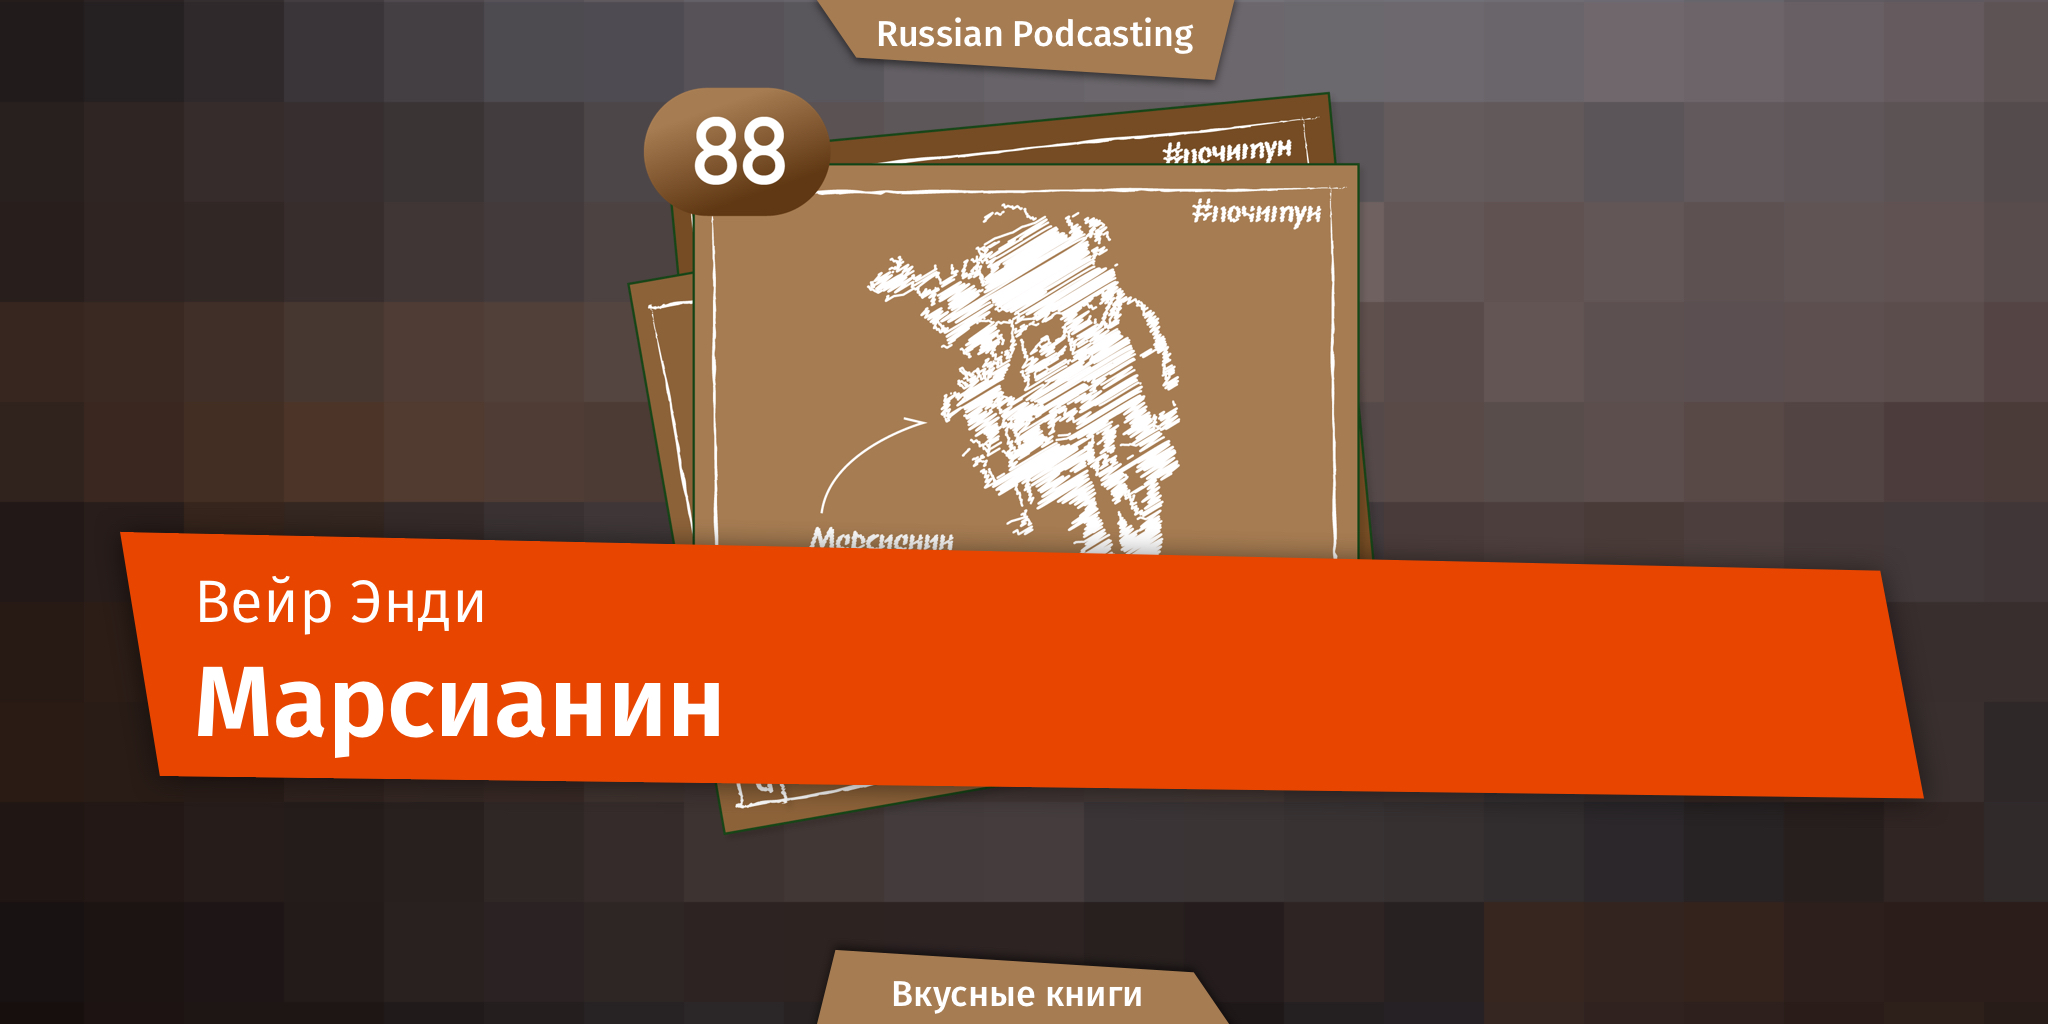 Russian Podcasting
88
#почитун
#почитун
Марсианин
Вейр Энди
Марсианин
Вкусные книги